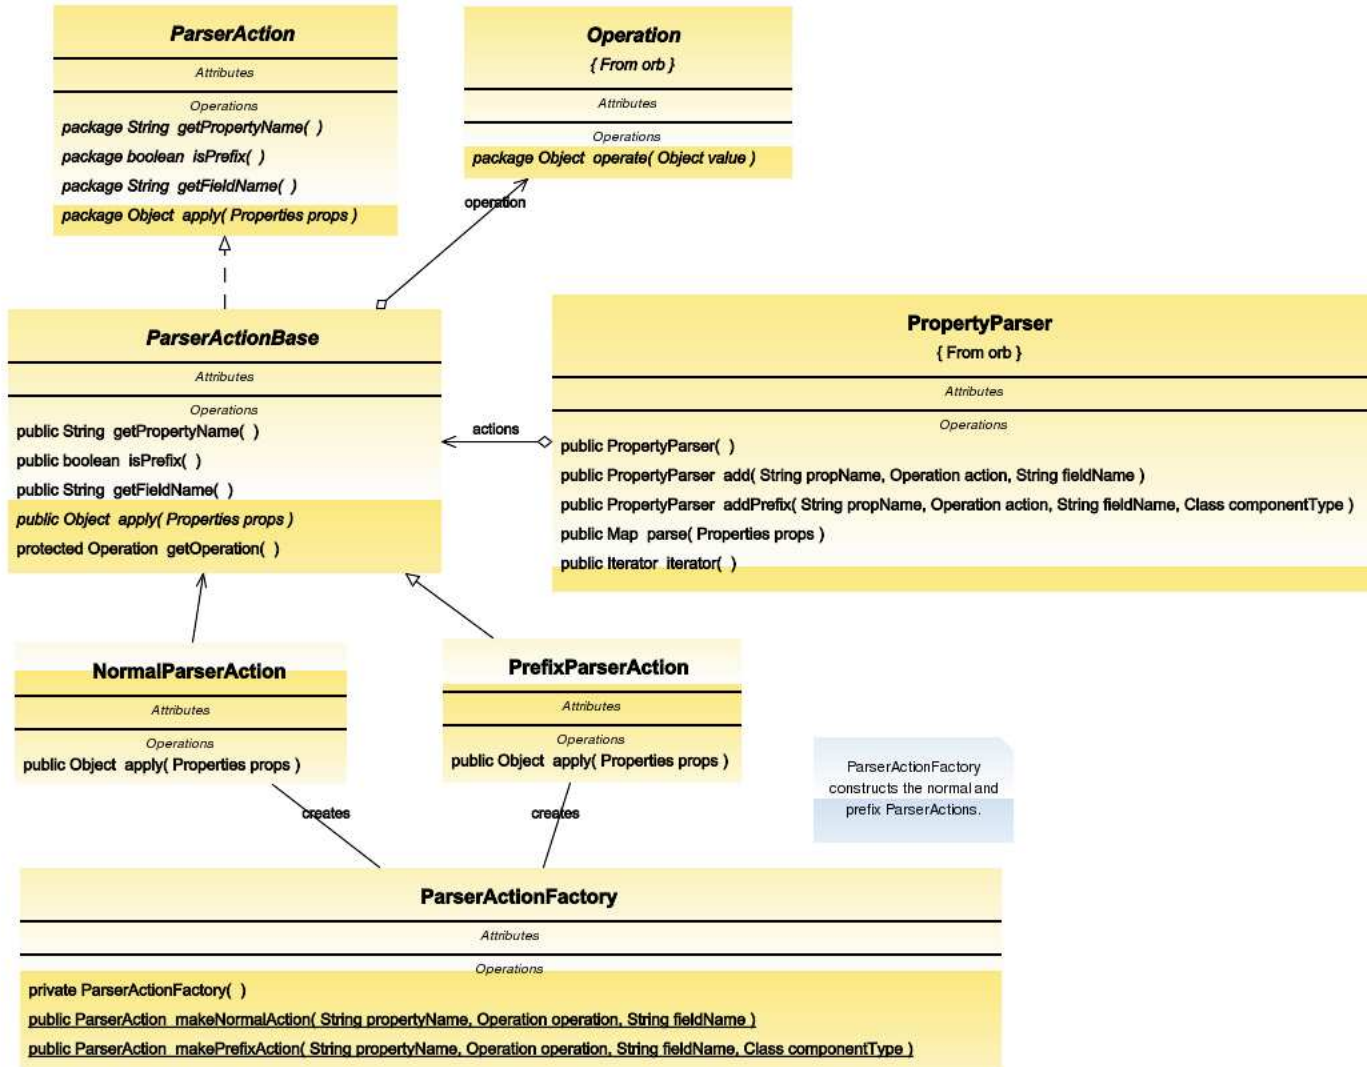 ParserAction
Attributes
Operations
package String getPropertyName( )
package boolean isPrefix( )
package String getFieldName( )
package Object apply( Properties props )
Operation
{ From orb }
Attributes
Operations
package Object operate( Object value )
operation
ParserActionBase
Attributes
Operations
public String getPropertyName( )
public boolean isPrefix( )
public String getFieldName( )
public Object apply( Properties props )
protected Operation getOperation( )
actions
PropertyParser
{ From orb }
Attributes
Operations
public PropertyParser( )
public PropertyParser add( String propName, Operation action, String fieldName )
public PropertyParser addPrefix( String propName, Operation action, String fieldName, Class componentType )
public Map parse( Properties props )
public Iterator iterator( )
NormalParserAction
Attributes
Operations
public Object apply( Properties props )
PrefixParserAction
Attributes
Operations
public Object apply( Properties props )
ParserActionFactory
constructs the normal and
prefix ParserActions.
creates
creates
ParserActionFactory
Attributes
Operations
private ParserActionFactory( )
public ParserAction makeNormalAction( String propertyName, Operation operation, String fieldName )
public ParserAction makePrefixAction( String propertyName, Operation operation, String fieldName, Class componentType )